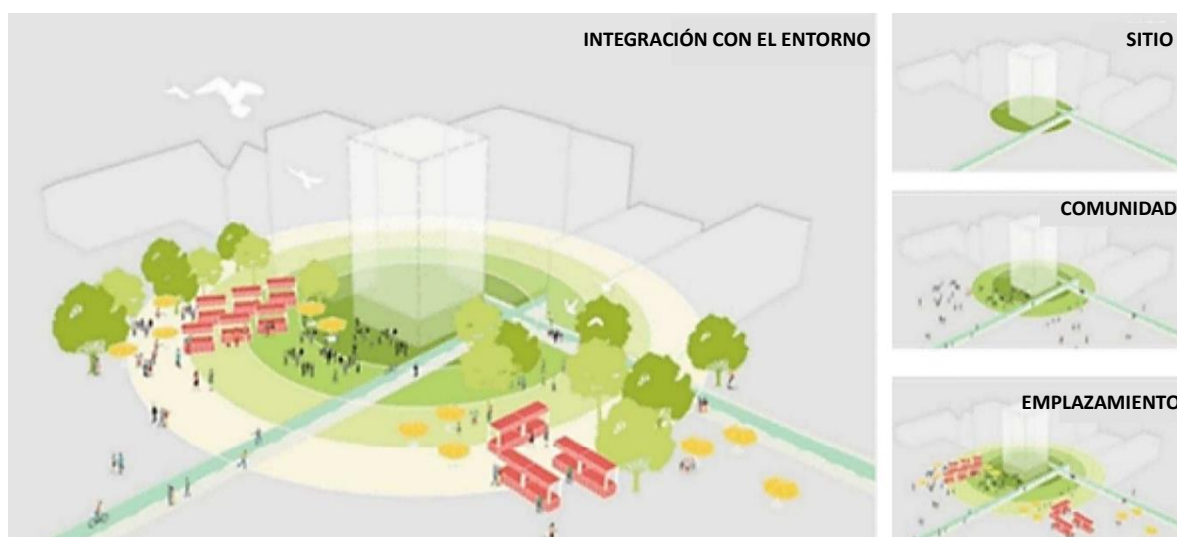 INTEGRACIÓN CON EL ENTORNO
SITIO
COMUNIDAD
EMPLAZAMIENTO